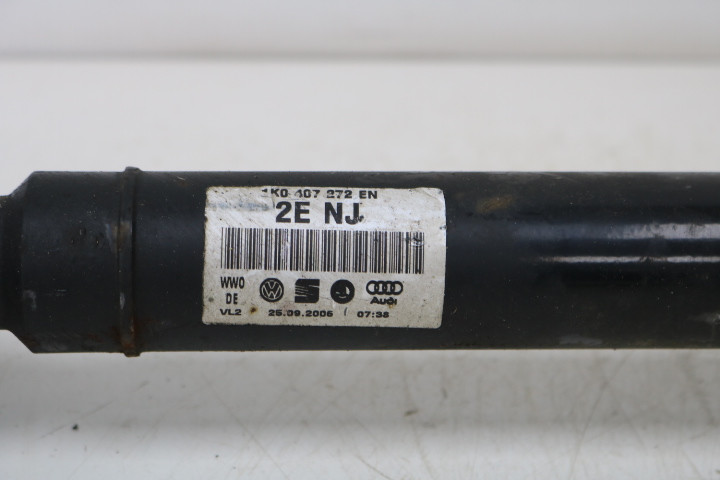 1K0 407 272 EN
2E NJ
WWO
DE
Audi
VL2 25.09.2006 07:38